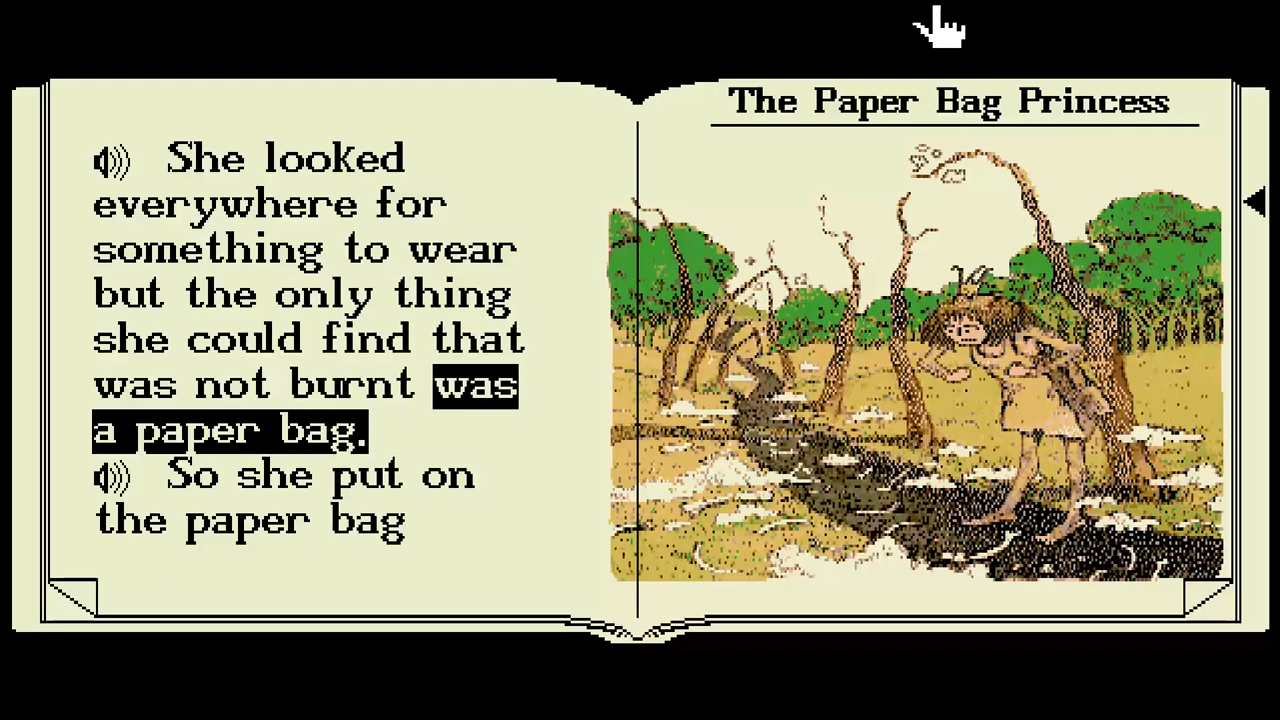 She looked
everywhere for
something to wear
but the only thing
she could find that
was not burnt was
a paper bag.
So she put on
the paper bag
The Paper Bag Princess